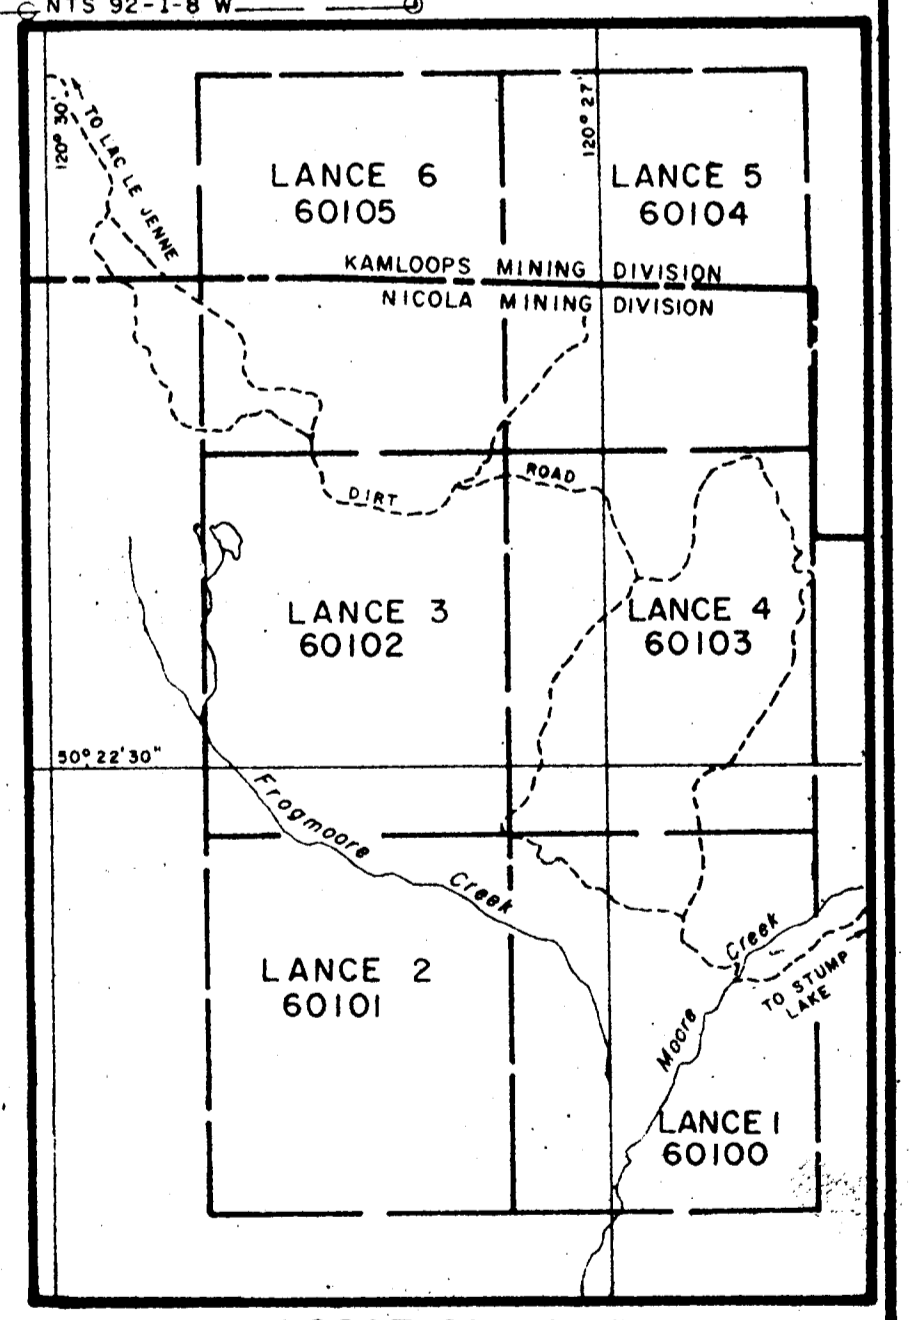 NTS 92-I-8 W
120° 30'
TO LAC LE JENNE
120° 27'
LANCE 6
60105
LANCE 5
60104
KAMLOOPS MINING DIVISION
NICOLA MINING DIVISION
DIRT ROAD
LANCE 3
60102
LANCE 4
60103
50° 22' 30"
Frogmoore Creek
LANCE 2
60101
Moore Creek
TO STUMP
LAKE
LANCE 1
60100